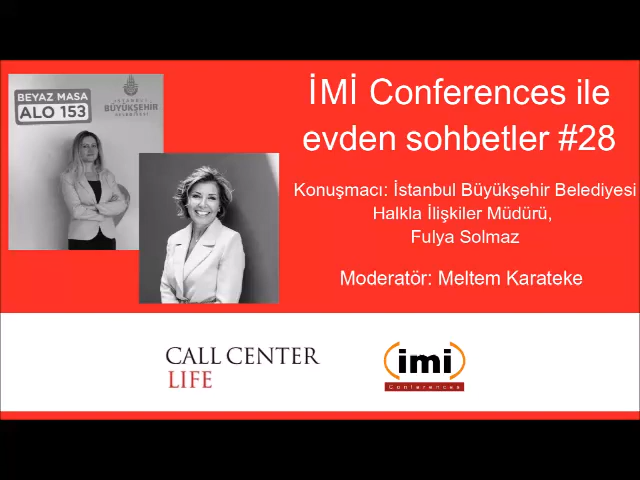 BEYAZ MASA
ALO 153
İSTANBUL
BÜYÜKŞEHİR
BELEDİYESİ
İMİ Conferences ile
evden sohbetler #28
Konuşmacı: İstanbul Büyükşehir Belediyesi
Halkla İlişkiler Müdürü,
Fulya Solmaz
Moderatör: Meltem Karateke
CALL CENTER
LIFE
imi
Conferences